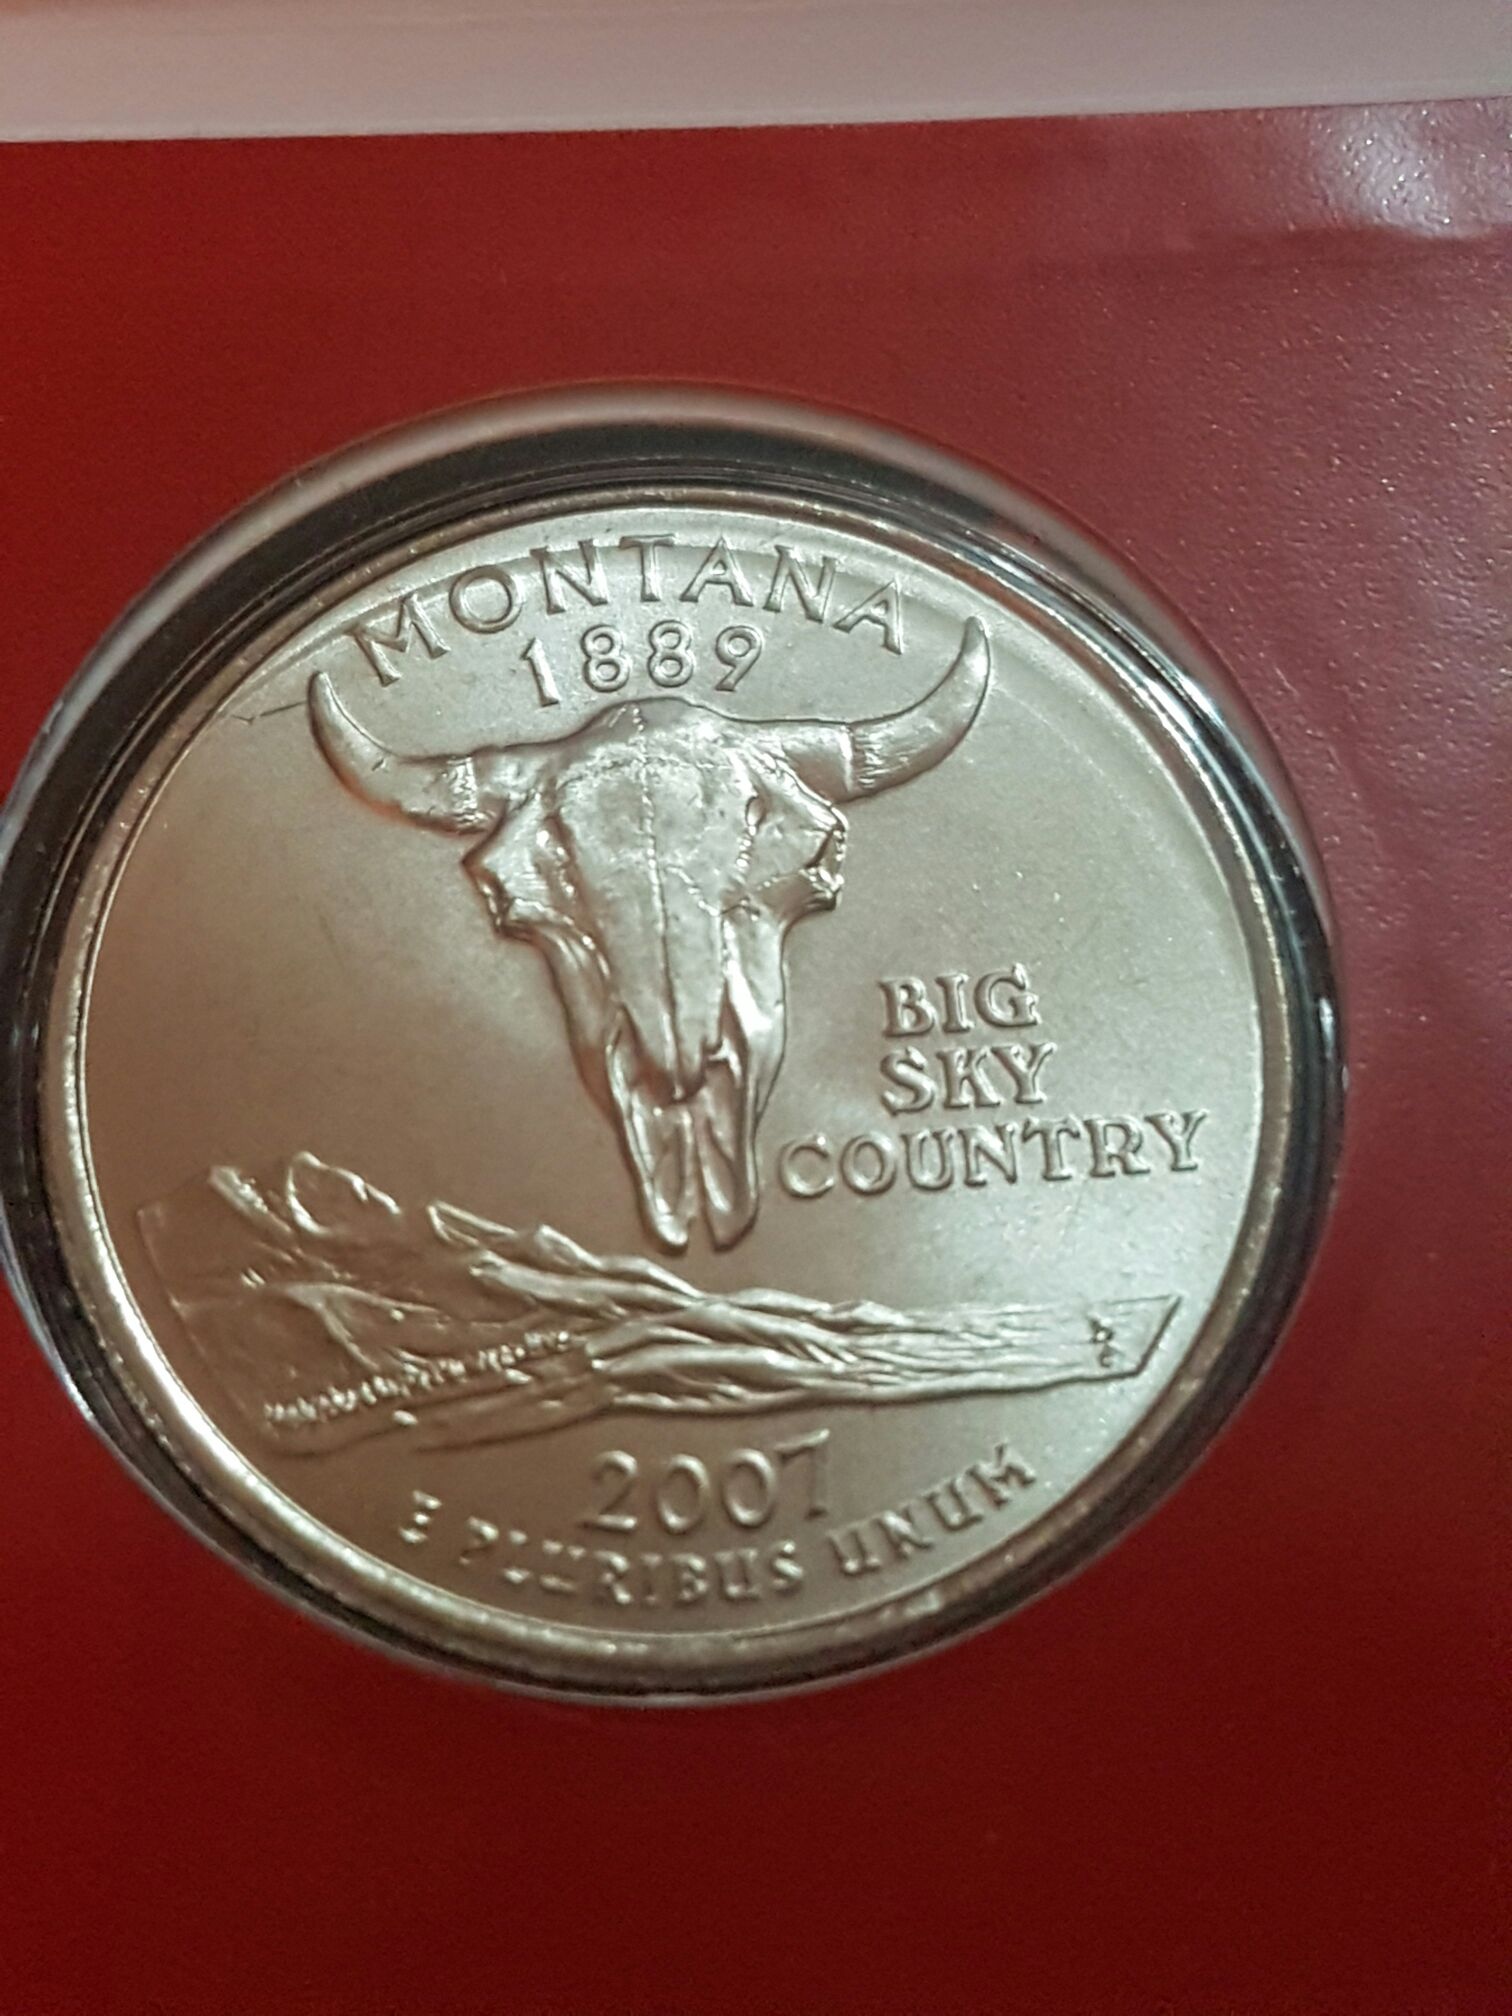 MONTANA
1889
BIG
SKY
COUNTRY
2007
E PLURIBUS UNUM